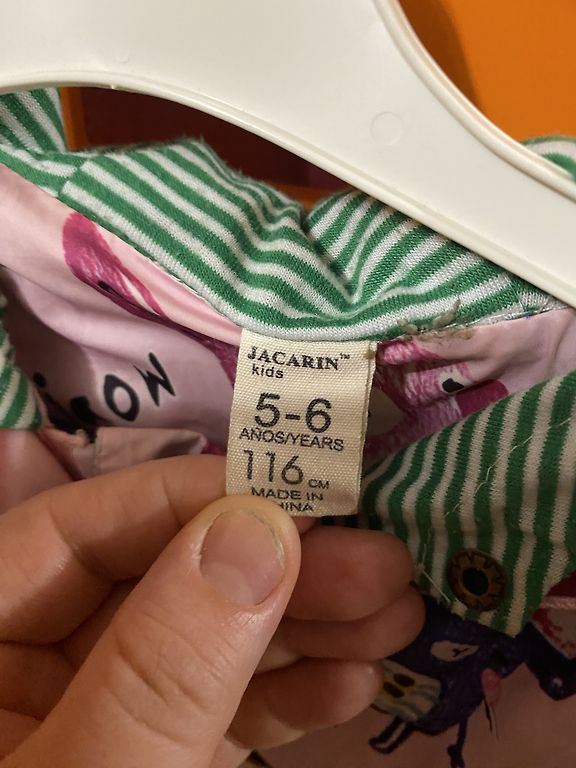 JACARIN™
kids
5-6
AÑOS/YEARS
116 CM
MADE IN